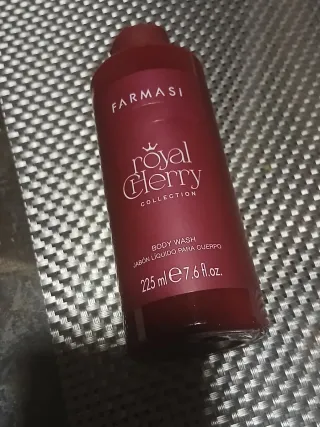 FARMASI
royal
Cherry
COLLECTION
BODY WASH
JABÓN LÍQUIDO PARA CUERPO
225 ml ℮ 7.6 fl.oz.